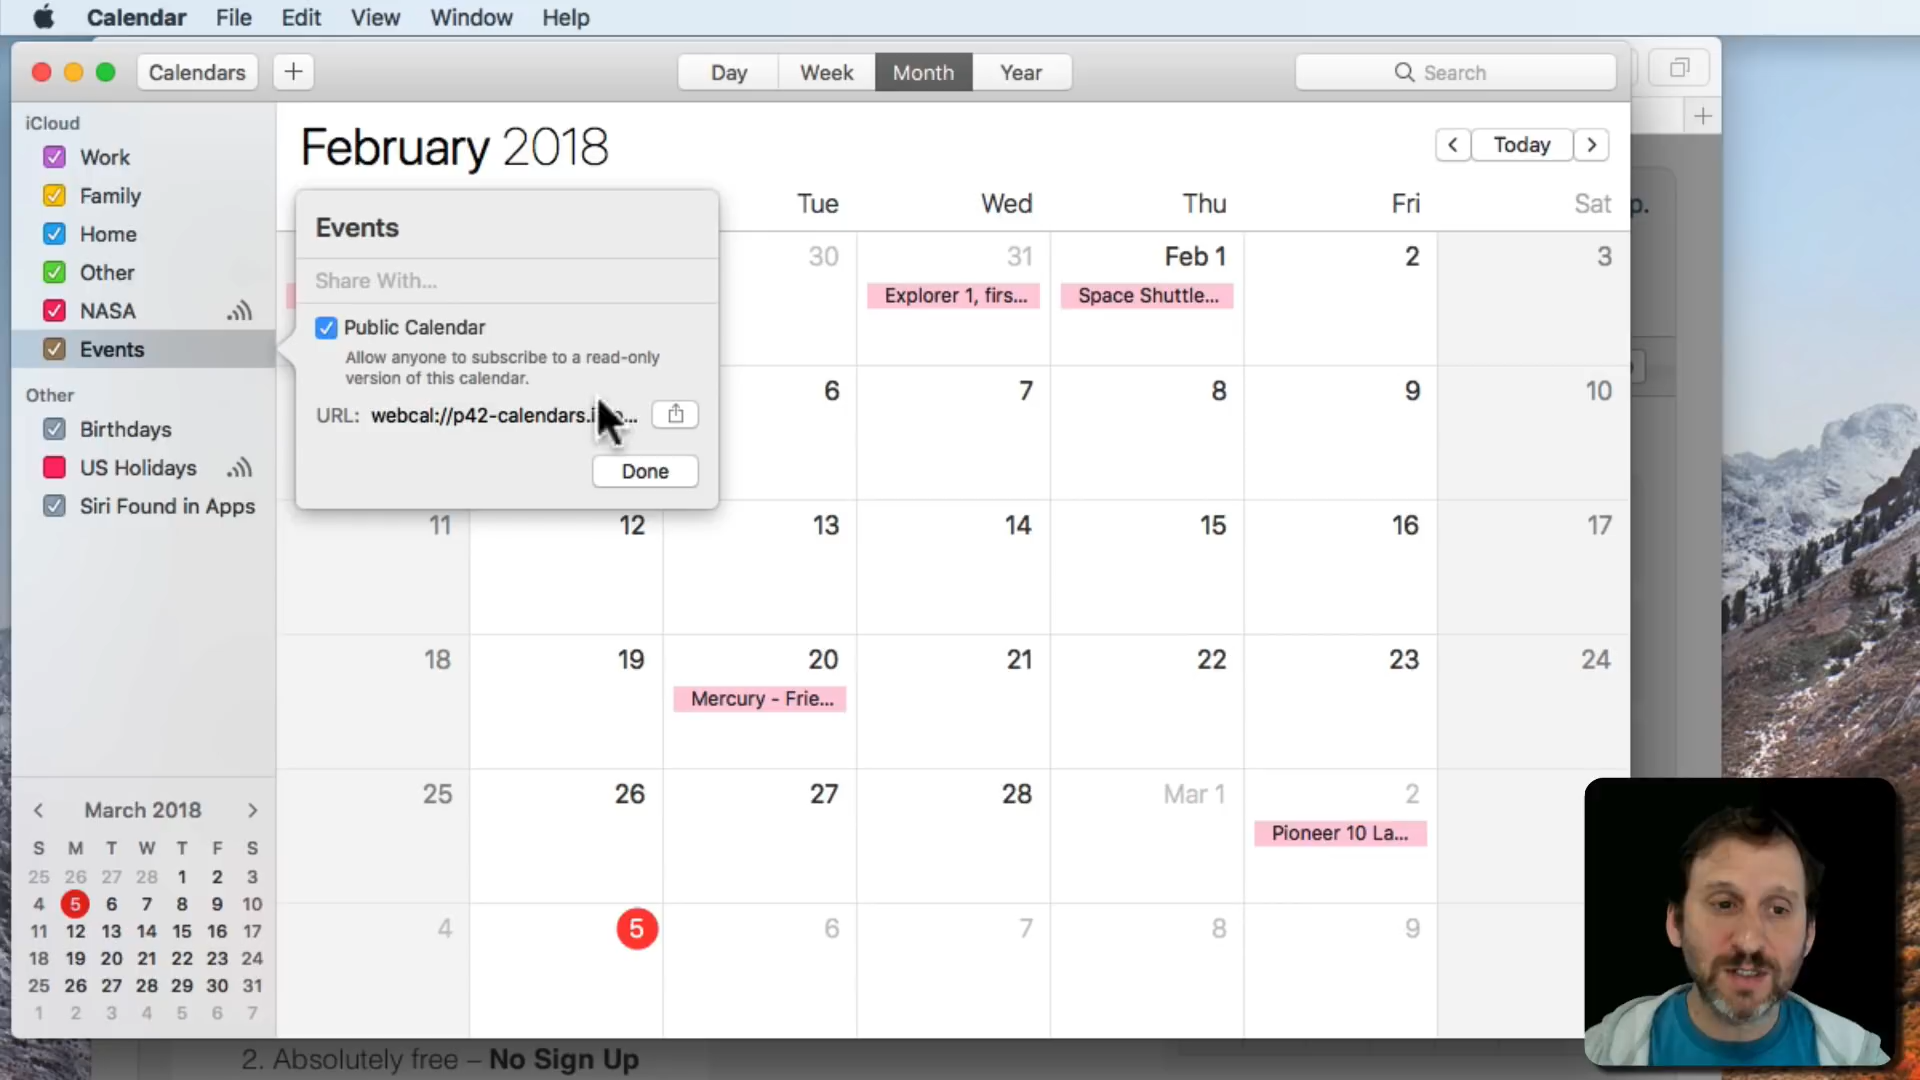 Calendar File Edit View Window Help
Calendars + Day Week Month Year Search
iCloud
Work
Family
Home
Other
NASA
Events
Other
Birthdays
US Holidays
Siri Found in Apps
February 2018
< Today >
Tue Wed Thu Fri Sat
30 31 Feb 1 2 3
Explorer 1, firs... Space Shuttle...
Events
Share With...
Public Calendar
Allow anyone to subscribe to a read-only
version of this calendar.
URL: webcal://p42-calendars.
Done
6 7 8 9 10
11 12 13 14 15 16 17
18 19 20 21 22 23 24
Mercury - Frie...
25 26 27 28 Mar 1 2
Pioneer 10 La...
4 5 6 7 8 9
< March 2018 >
S M T W T F S
25 26 27 28 1 2 3
4 5 6 7 8 9 10
11 12 13 14 15 16 17
18 19 20 21 22 23 24
25 26 27 28 29 30 31
1 2 3 4 5 6 7
p.
2. Absolutely free – No Sign Up